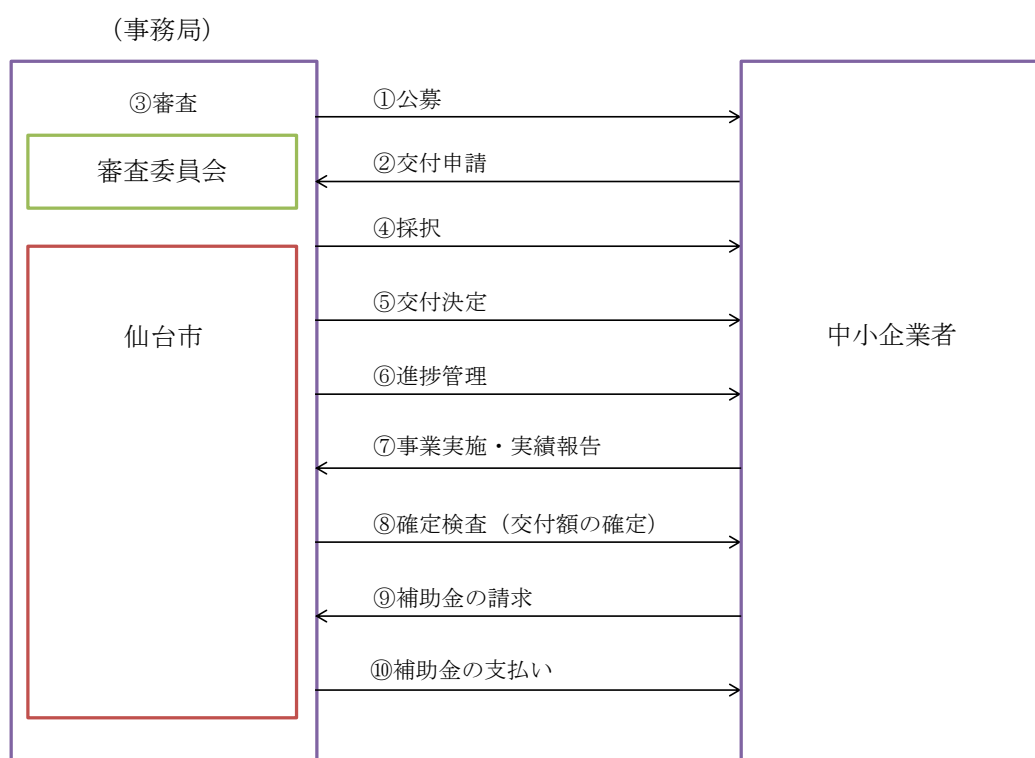 （事務局）
③審査
審査委員会
仙台市
①公募
②交付申請
④採択
⑤交付決定
⑥進捗管理
⑦事業実施・実績報告
⑧確定検査（交付額の確定）
⑨補助金の請求
⑩補助金の支払い
中小企業者